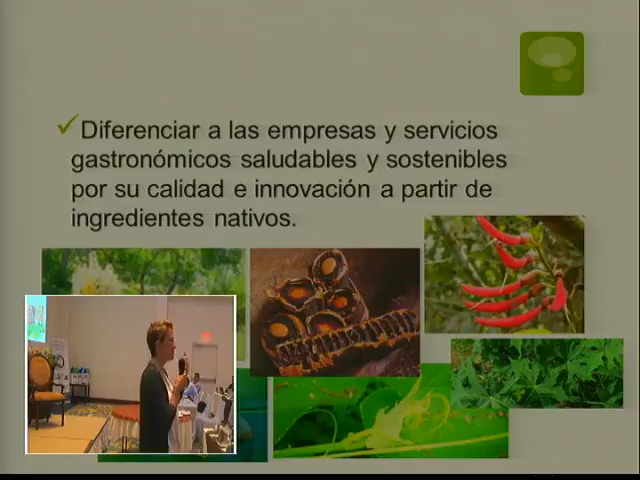 Diferenciar a las empresas y servicios
gastronómicos saludables y sostenibles
por su calidad e innovación a partir de
ingredientes nativos.